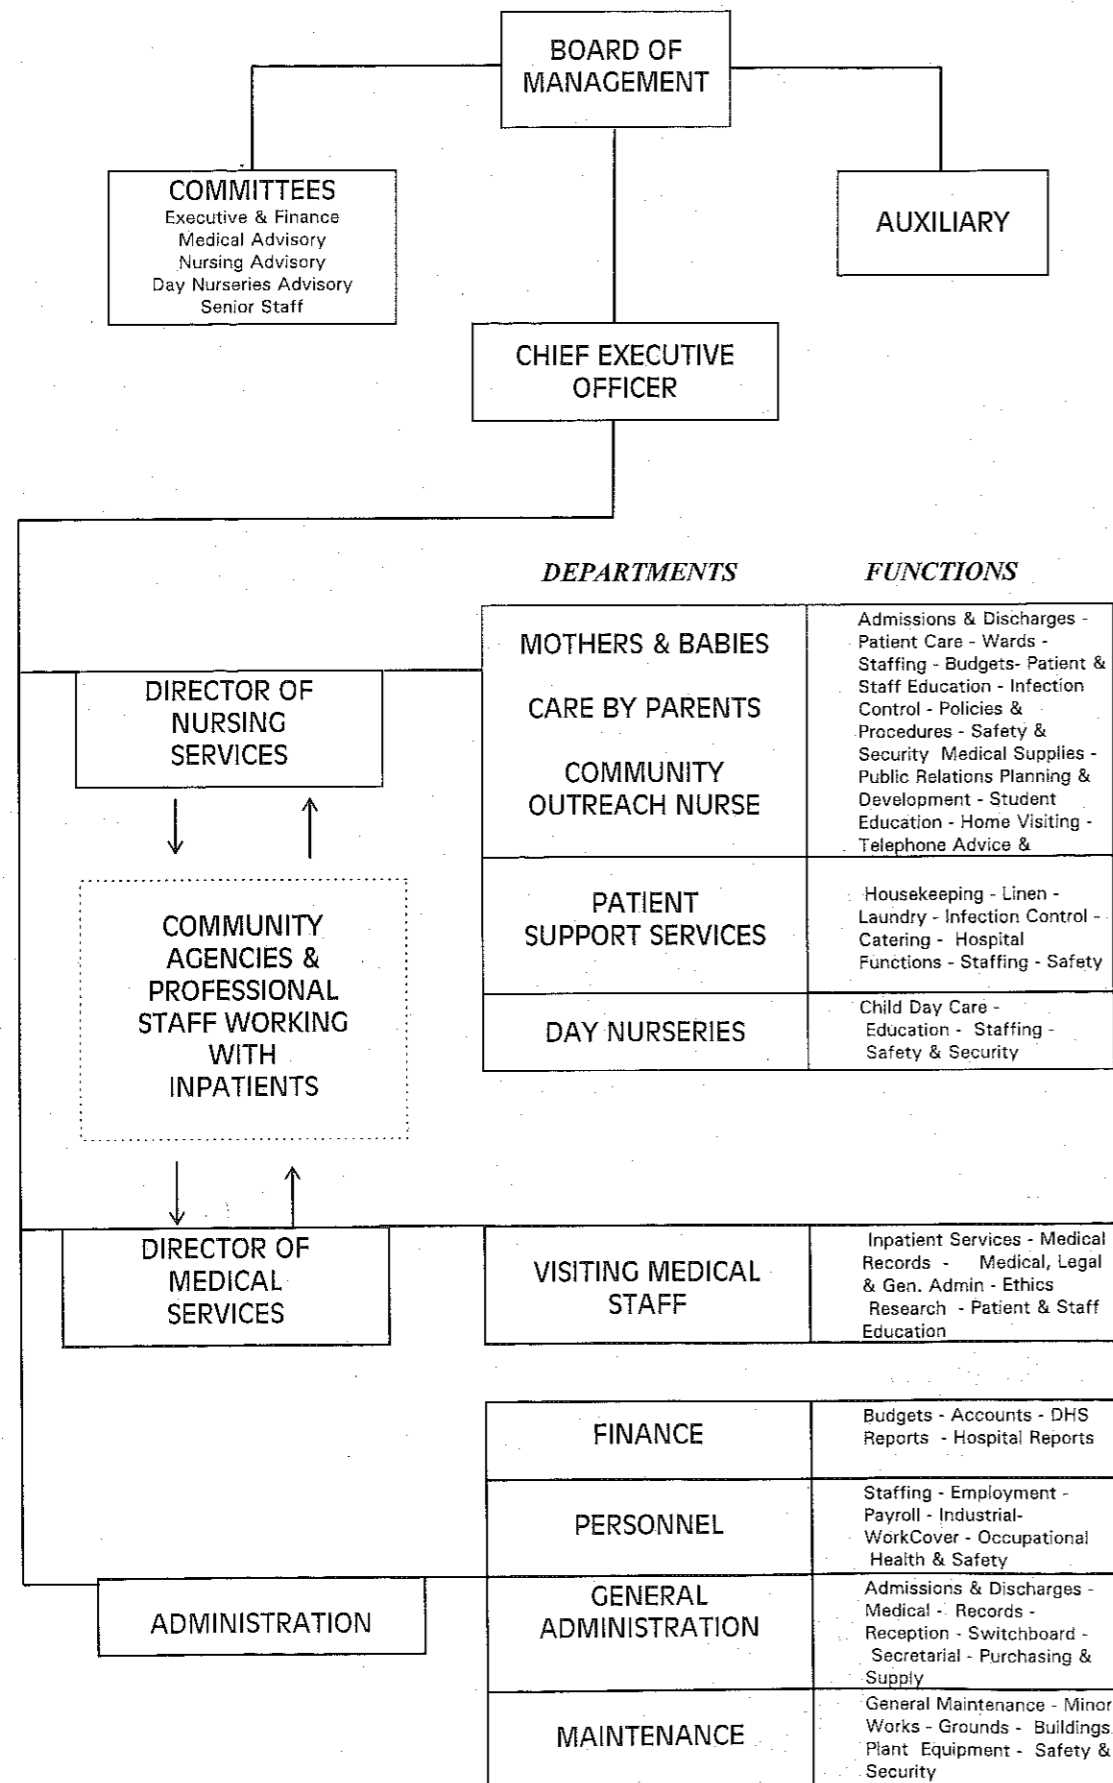 BOARD OF
MANAGEMENT
COMMITTEES
Executive & Finance
Medical Advisory
Nursing Advisory
Day Nurseries Advisory
Senior Staff
AUXILIARY
CHIEF EXECUTIVE
OFFICER
DEPARTMENTS
FUNCTIONS
DIRECTOR OF
NURSING
SERVICES
MOTHERS & BABIES
CARE BY PARENTS
COMMUNITY
OUTREACH NURSE
Admissions & Discharges -
Patient Care - Wards -
Staffing - Budgets- Patient &
Staff Education - Infection
Control - Policies &
Procedures - Safety &
Security Medical Supplies -
Public Relations Planning &
Development - Student
Education - Home Visiting -
Telephone Advice &
COMMUNITY
AGENCIES &
PROFESSIONAL
STAFF WORKING
WITH
INPATIENTS
PATIENT
SUPPORT SERVICES
Housekeeping - Linen -
Laundry - Infection Control -
Catering - Hospital
Functions - Staffing - Safety
DAY NURSERIES
Child Day Care -
Education - Staffing -
Safety & Security
DIRECTOR OF
MEDICAL
SERVICES
VISITING MEDICAL
STAFF
Inpatient Services - Medical
Records - Medical, Legal
& Gen. Admin - Ethics
Research - Patient & Staff
Education
FINANCE
Budgets - Accounts - DHS
Reports - Hospital Reports
PERSONNEL
Staffing - Employment -
Payroll - Industrial-
WorkCover - Occupational
Health & Safety
ADMINISTRATION
GENERAL
ADMINISTRATION
Admissions & Discharges -
Medical - Records -
Reception - Switchboard -
Secretarial - Purchasing &
Supply
MAINTENANCE
General Maintenance - Minor
Works - Grounds - Buildings
Plant Equipment - Safety &
Security